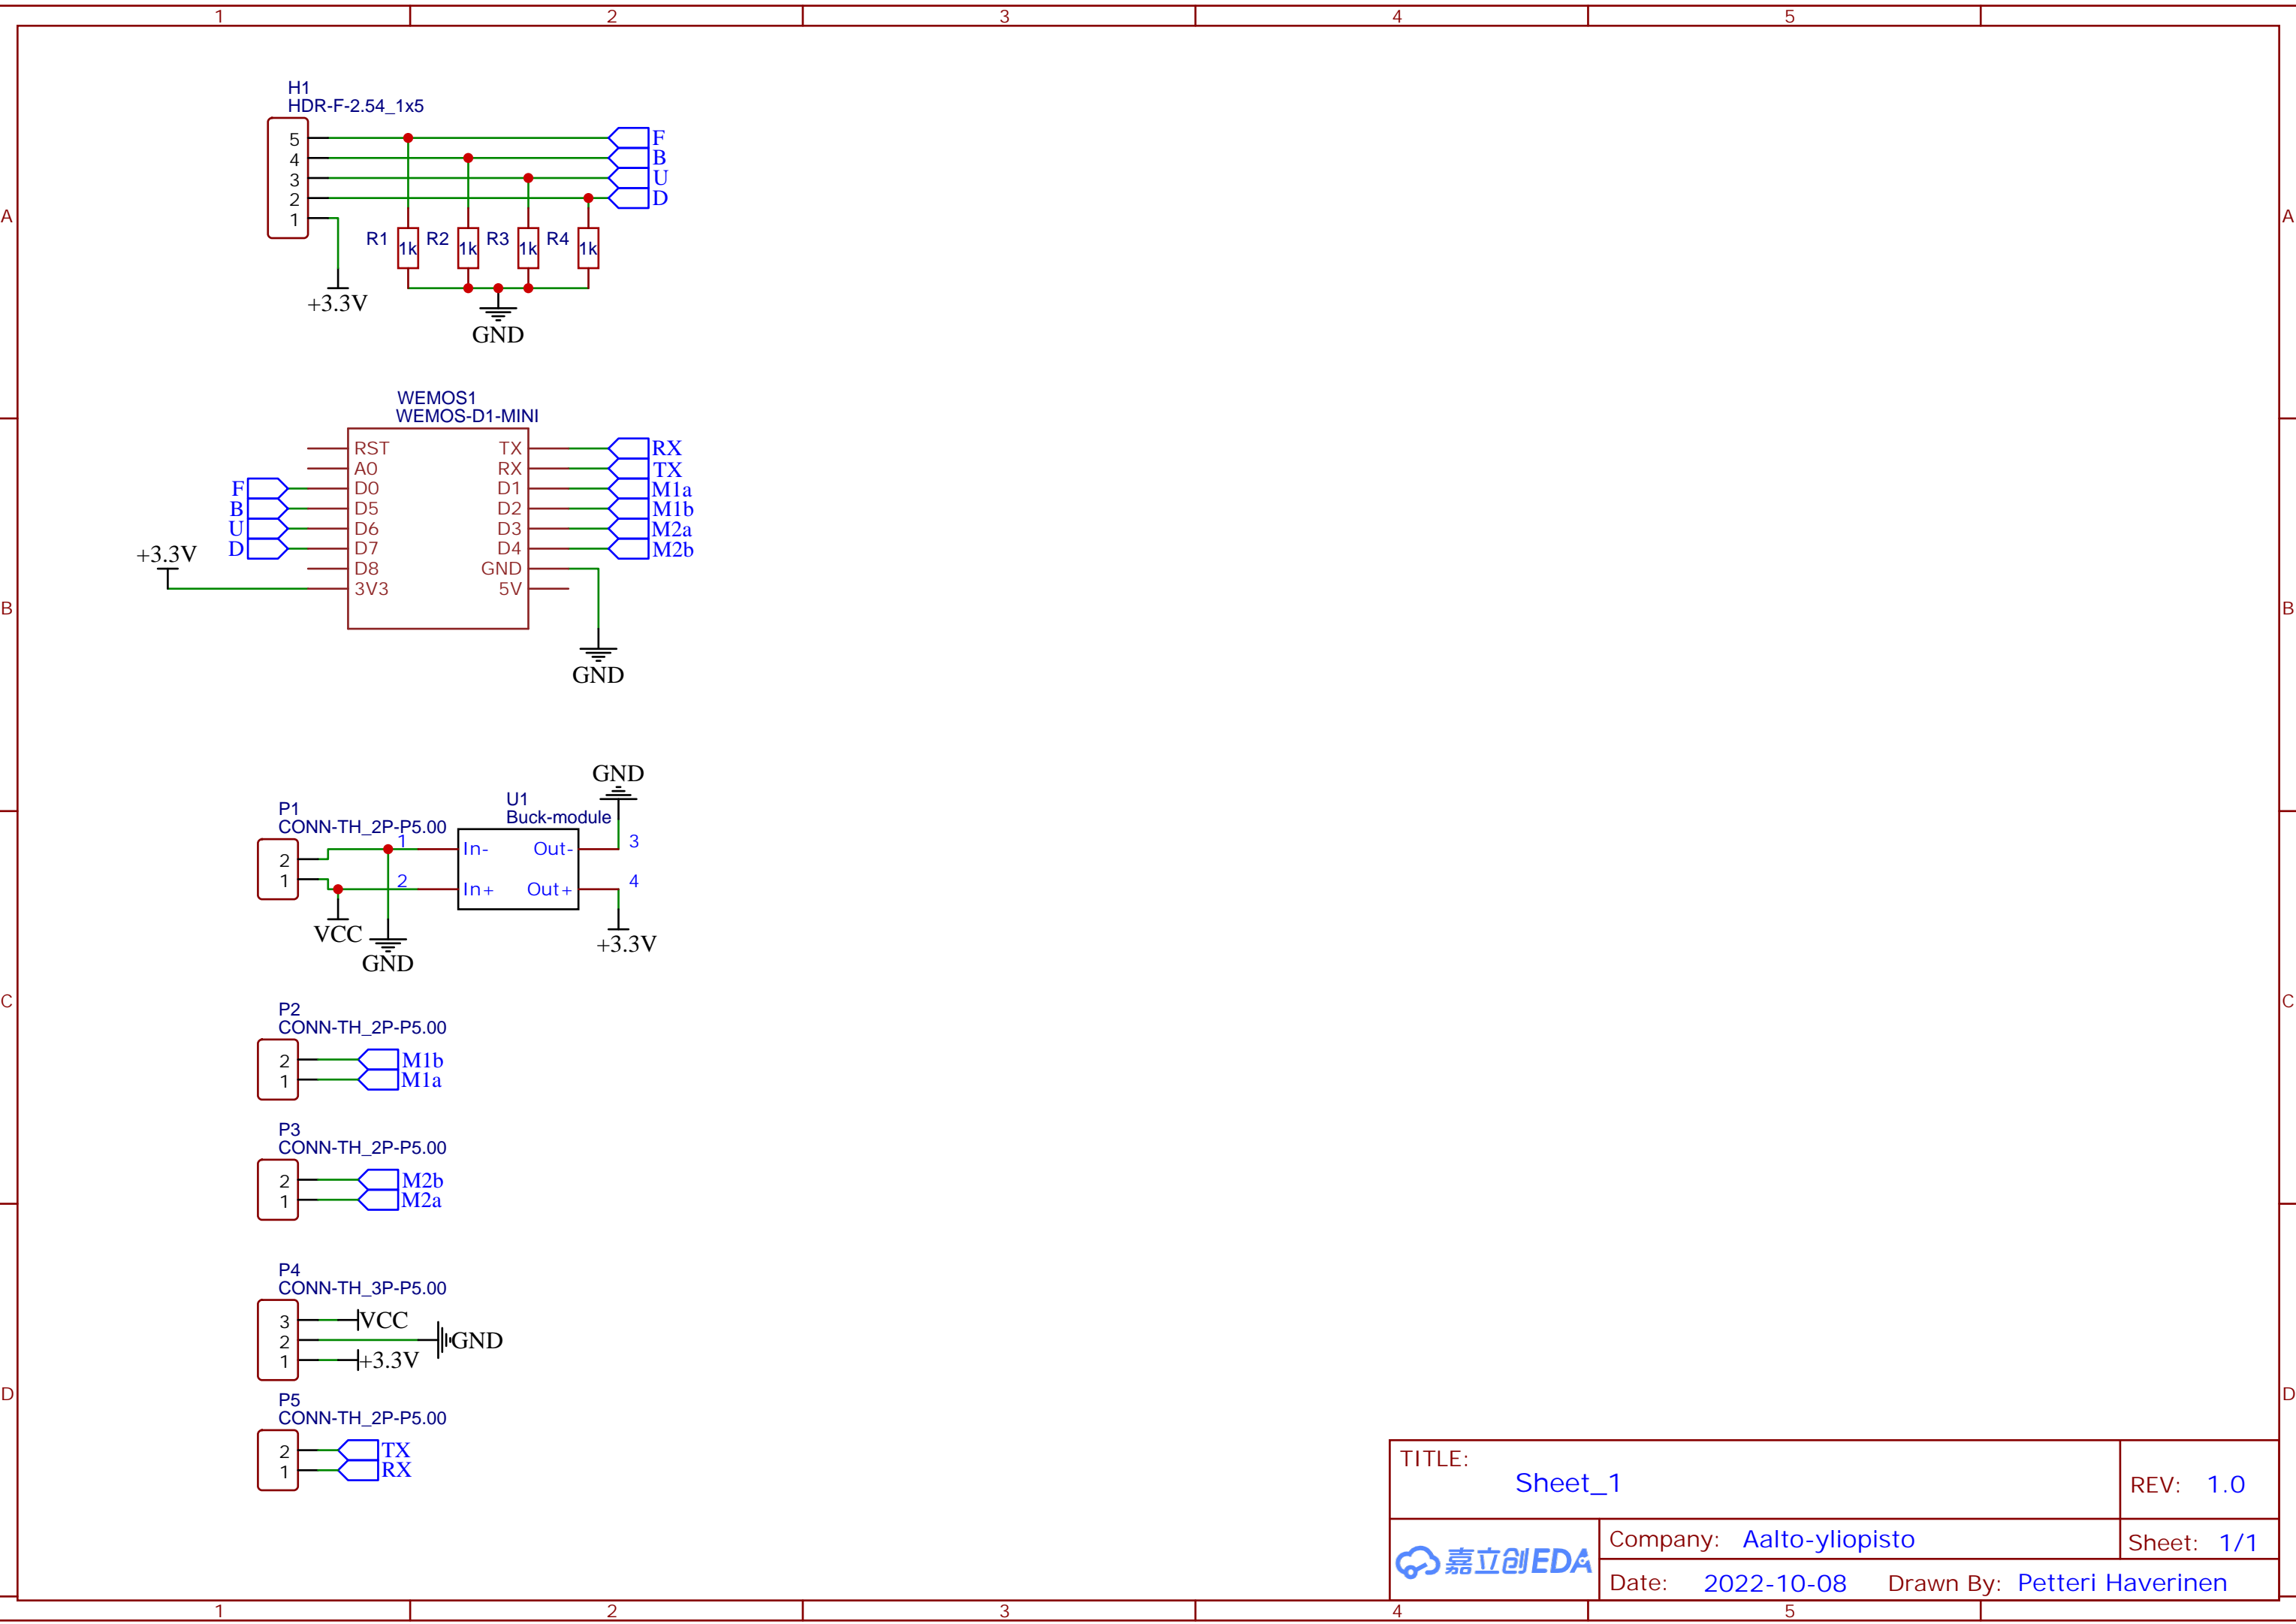 1 2 3 4 5
H1
HDR-F-2.54_1x5
5 F
4 B
3 U
2 D
1
A A
R1 1k R2 1k R3 1k R4 1k
+3.3V
GND
WEMOS1
WEMOS-D1-MINI
RST TX RX
A0 RX TX
F D0 D1 M1a
B D5 D2 M1b
U D6 D3 M2a
D D7 D4 M2b
+3.3V
D8 GND
3V3 5V
B B
GND
GND
P1
CONN-TH_2P-P5.00
U1
Buck-module
2 1 In- Out- 3
1 2 In+ Out+ 4
VCC
GND
+3.3V
C C
P2
CONN-TH_2P-P5.00
2 M1b
1 M1a
P3
CONN-TH_2P-P5.00
2 M2b
1 M2a
P4
CONN-TH_3P-P5.00
3 VCC
2 GND
1 +3.3V
D D
P5
CONN-TH_2P-P5.00
2 TX
1 RX
TITLE:
Sheet_1
REV: 1.0
嘉立创EDA
Company: Aalto-yliopisto
Sheet: 1/1
Date: 2022-10-08 Drawn By: Petteri Haverinen
1 2 3 4 5